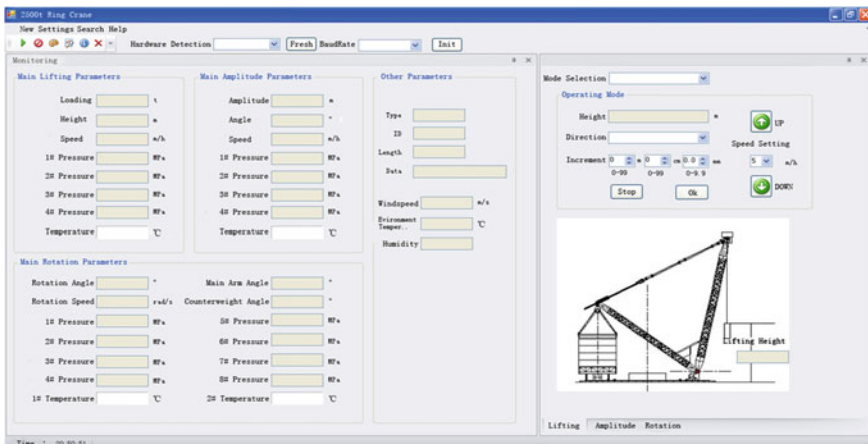 2500t Ring Crane
New Settings Search Help
Hardware Detection Fresh BaudRate Init
Monitoring
Main Lifting Parameters
Loading t
Height m
Speed m/h
1# Pressure MPa
2# Pressure MPa
3# Pressure MPa
4# Pressure MPa
Temperature ℃
Main Amplitude Parameters
Amplitude m
Angle °
Speed m/h
1# Pressure MPa
2# Pressure MPa
3# Pressure MPa
4# Pressure MPa
Temperature ℃
Other Parameters
Type
ID
Length
Data
Windspeed m/s
Evironment
Temper.. ℃
Humidity
Main Rotation Parameters
Rotation Angle °
Rotation Speed rad/s
1# Pressure MPa
2# Pressure MPa
3# Pressure MPa
4# Pressure MPa
1# Temperature ℃
Main Arm Angle °
Counterweight Angle °
5# Pressure MPa
6# Pressure MPa
7# Pressure MPa
8# Pressure MPa
2# Temperature ℃
Mode Selection
Operating Mode
Height m
Direction
Increment 0 m 0 cm 0.0 mm
0-99 0-99 0-9.9
Stop Ok
UP
Speed Setting
5 m/h
DOWN
Lifting Height
Lifting Amplitude Rotation
Time : 20:50:51